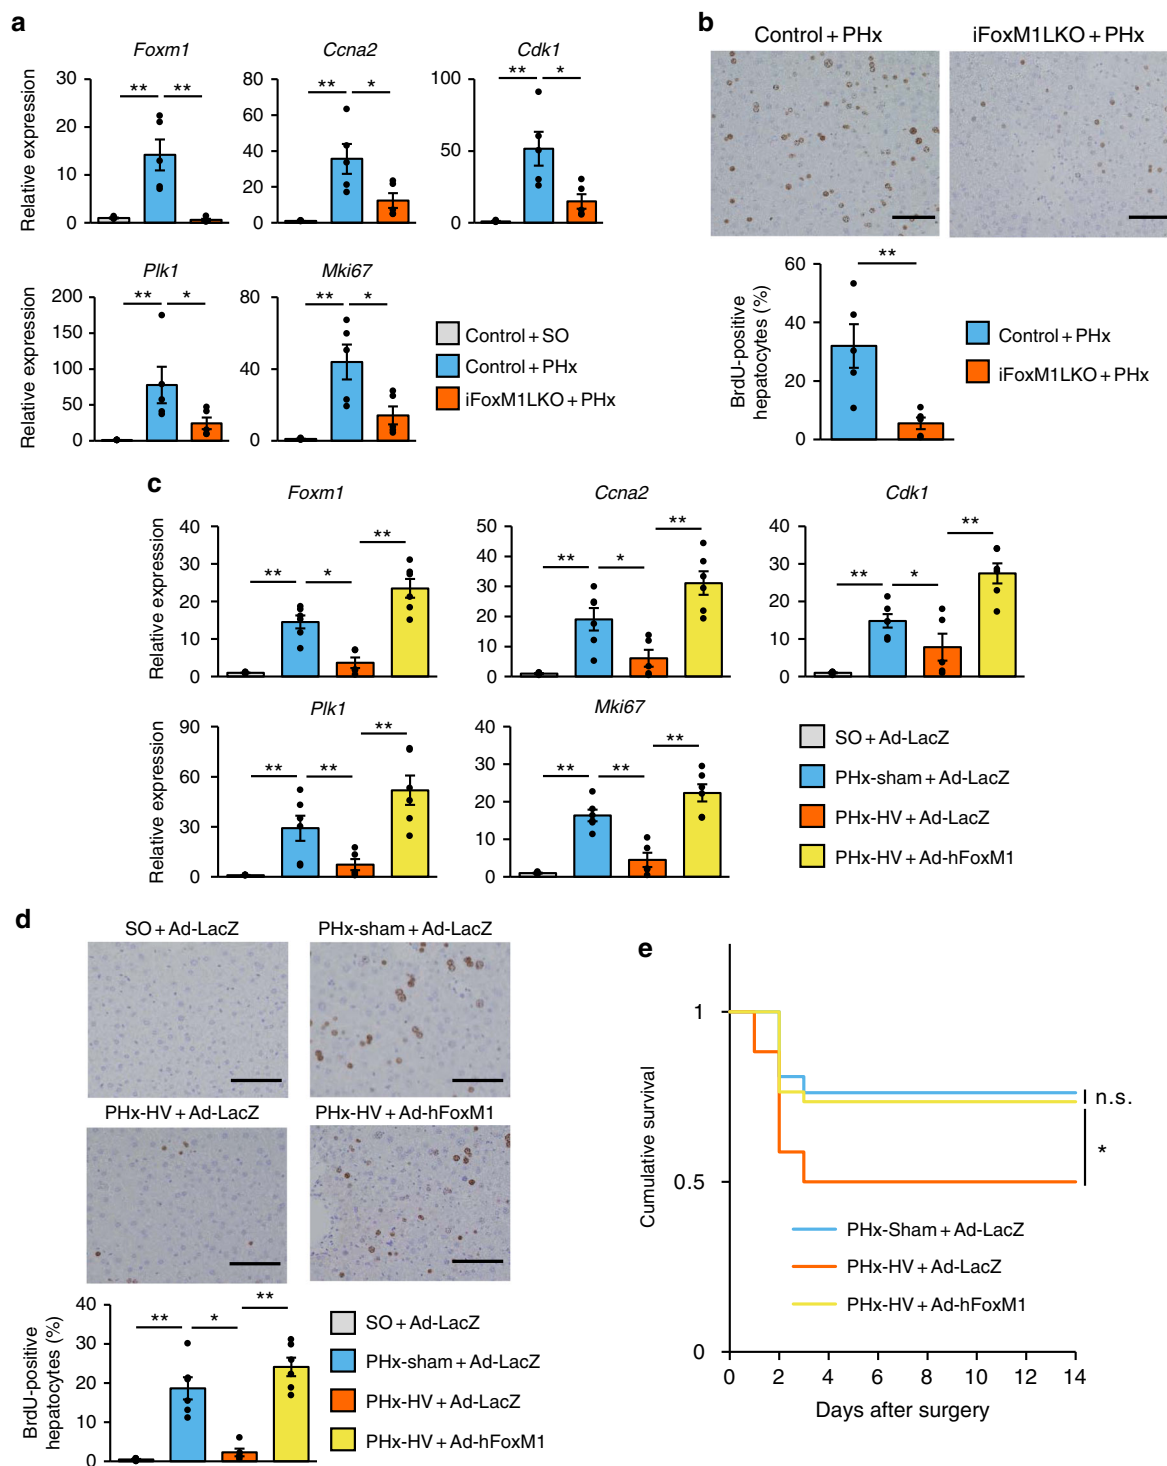 a
Foxm1
Ccna2
Cdk1
Relative expression
30
20
10
0
** **
80
60
40
20
0
** *
100
50
0
** *
Plk1
Mki67
Relative expression
200
150
100
50
0
** *
80
40
0
** *
Control + SO
Control + PHx
iFoxM1LKO + PHx
b
Control + PHx
iFoxM1LKO + PHx
BrdU-positive
hepatocytes (%)
60
40
20
0
**
Control + PHx
iFoxM1LKO + PHx
c
Foxm1
Ccna2
Cdk1
Relative expression
40
30
20
10
0
** * **
50
40
30
20
10
0
** * **
40
30
20
10
0
** * **
Plk1
Mki67
Relative expression
90
60
30
0
** ** **
40
30
20
10
0
** ** **
SO + Ad-LacZ
PHx-sham + Ad-LacZ
PHx-HV + Ad-LacZ
PHx-HV + Ad-hFoxM1
d
SO + Ad-LacZ
PHx-sham + Ad-LacZ
PHx-HV + Ad-LacZ
PHx-HV + Ad-hFoxM1
BrdU-positive
hepatocytes (%)
40
30
20
10
0
** * **
SO + Ad-LacZ
PHx-sham + Ad-LacZ
PHx-HV + Ad-LacZ
PHx-HV + Ad-hFoxM1
e
Cumulative survival
1
0.5
0
n.s.
*
PHx-Sham + Ad-LacZ
PHx-HV + Ad-LacZ
PHx-HV + Ad-hFoxM1
0 2 4 6 8 10 12 14
Days after surgery